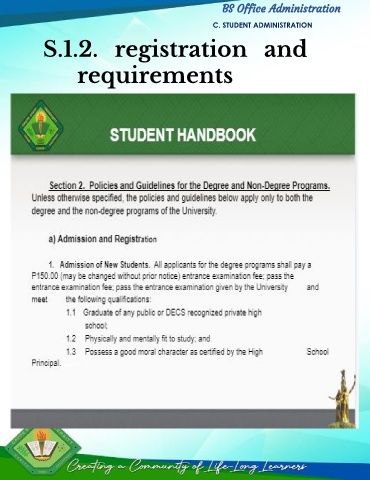 BS Office Administration
C. STUDENT ADMINISTRATION
S.1.2. registration and
requirements
STUDENT HANDBOOK
Section 2. Policies and Guidelines for the Degree and Non-Degree Programs.
Unless otherwise specified, the policies and guidelines below apply only to both the
degree and the non-degree programs of the University.
a) Admission and Registration
1. Admission of New Students. All applicants for the degree programs shall pay a
P150.00 (may be changed without prior notice) entrance examination fee; pass the
entrance examination fee; pass the entrance examination given by the University and
meet the following qualifications:
1.1 Graduate of any public or DECS recognized private high
school;
1.2 Physically and mentally fit to study; and
1.3 Possess a good moral character as certified by the High School
Principal.
Creating a Community of Life-Long Learners